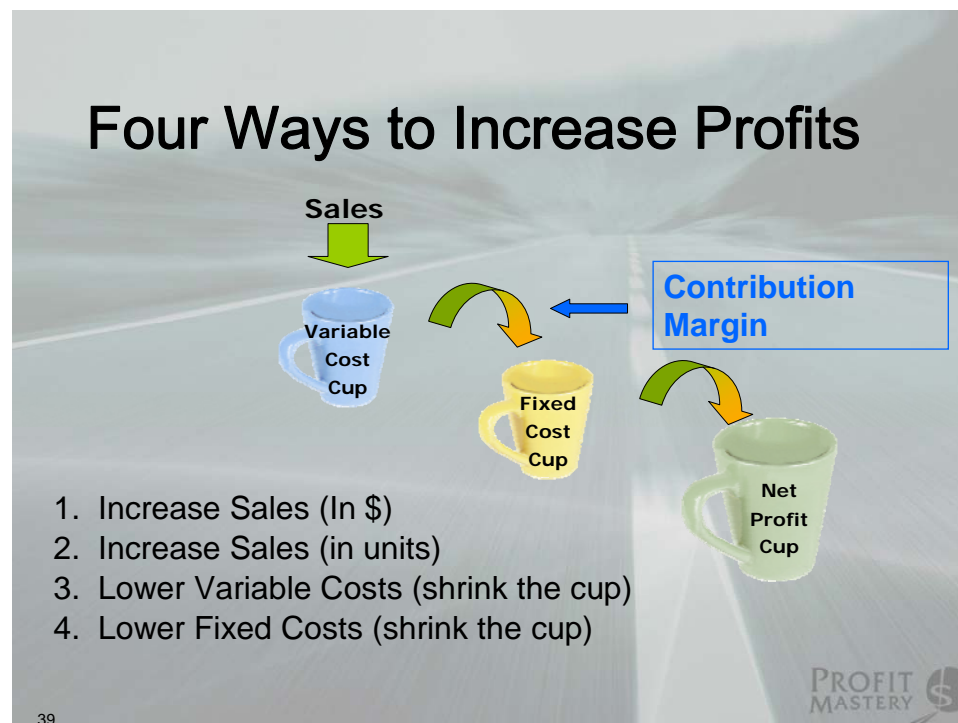 Four Ways to Increase Profits
Sales
Contribution
Margin
Variable
Cost
Cup
Fixed
Cost
Cup
Net
Profit
Cup
1. Increase Sales (In $)
2. Increase Sales (in units)
3. Lower Variable Costs (shrink the cup)
4. Lower Fixed Costs (shrink the cup)
PROFIT
MASTERY
$
39